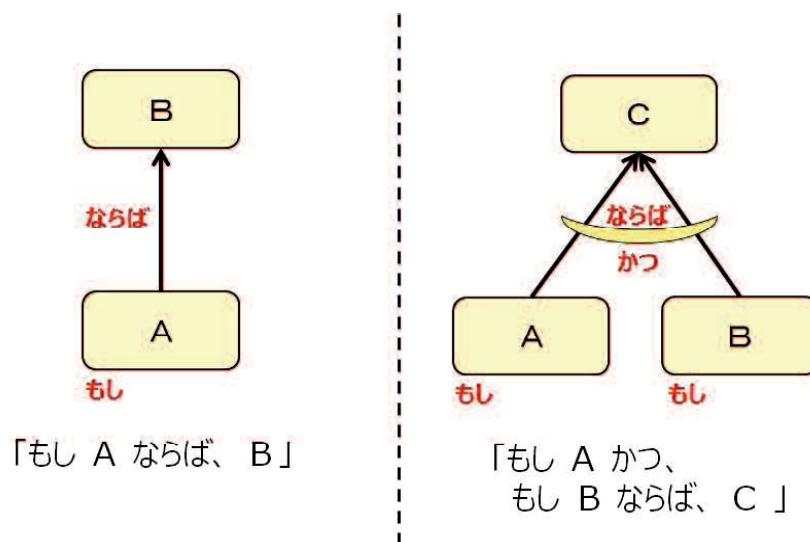 B
ならば
A
もし
「もし A ならば、 B」
C
ならば
かつ
A
B
もし
もし
「もし A かつ、
もし B ならば、 C 」